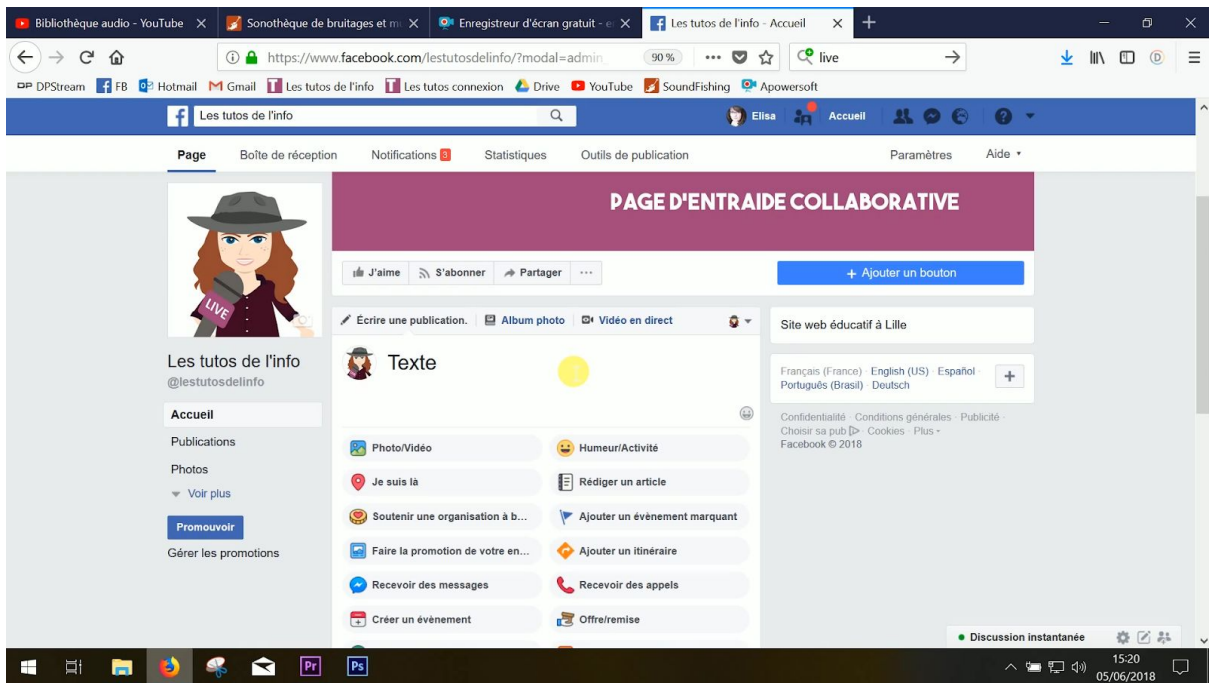 Bibliothèque audio - YouTube
Sonothèque de bruitages et mu
Enregistreur d'écran gratuit - e
Les tutos de l'info - Accueil
https://www.facebook.com/lestutosdelinfo/?modal=admin
90 %
live
DP DPStream
FB
Hotmail
Gmail
Les tutos de l'info
Les tutos connexion
Drive
YouTube
SoundFishing
Apowersoft
Les tutos de l'info
Elisa
Accueil
Page
Boîte de réception
Notifications 3
Statistiques
Outils de publication
Paramètres
Aide
PAGE D'ENTRAIDE COLLABORATIVE
LIVE
J'aime
S'abonner
Partager
+ Ajouter un bouton
Écrire une publication.
Album photo
Vidéo en direct
Texte
Les tutos de l'info
@lestutosdelinfo
Accueil
Publications
Photos
Voir plus
Promouvoir
Gérer les promotions
Photo/Vidéo
Humeur/Activité
Je suis là
Rédiger un article
Soutenir une organisation à b...
Ajouter un évènement marquant
Faire la promotion de votre en...
Ajouter un itinéraire
Recevoir des messages
Recevoir des appels
Créer un évènement
Offre/remise
Site web éducatif à Lille
Français (France) · English (US) · Español ·
Português (Brasil) · Deutsch
Confidentialité · Conditions générales · Publicité ·
Choisir sa pub · Cookies · Plus
Facebook © 2018
Discussion instantanée
Pr
Ps
15:20
05/06/2018